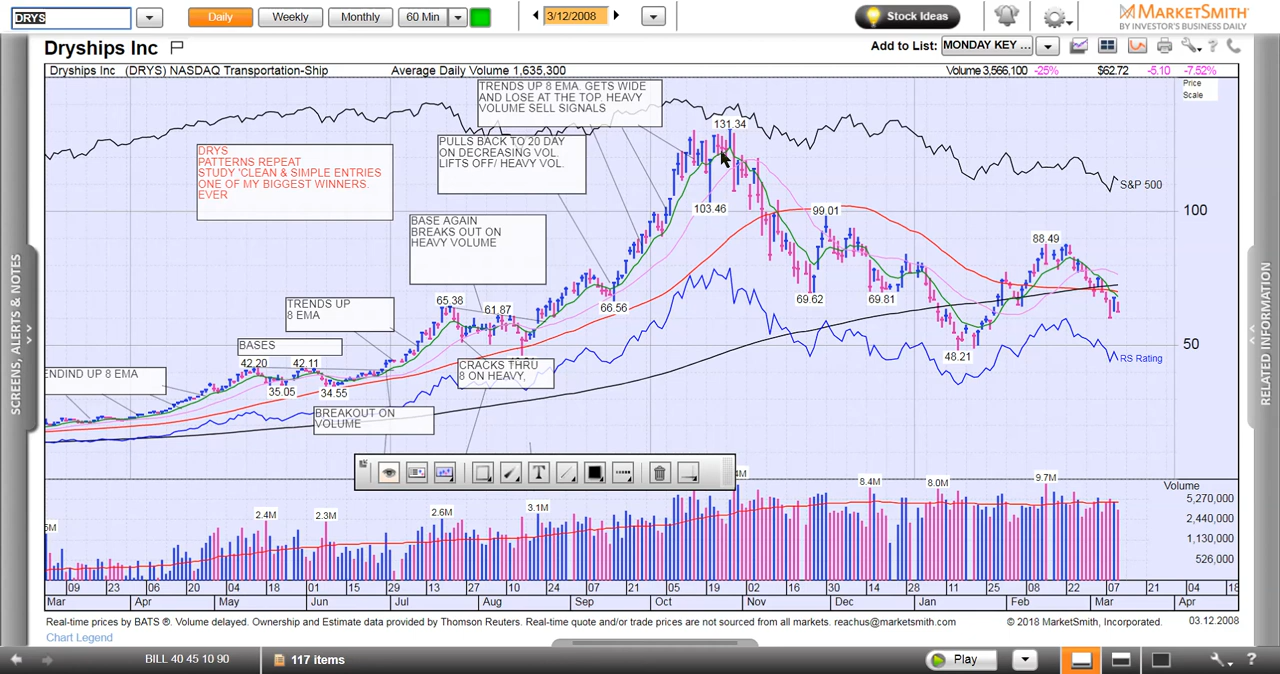 DRYS
Daily
Weekly
Monthly
60 Min
3/12/2008
Stock Ideas
MARKETSMITH
BY INVESTOR'S BUSINESS DAILY
Dryships Inc
Add to List: MONDAY KEY ...
Dryships Inc (DRYS) NASDAQ Transportation-Ship
Average Daily Volume 1,635,300
Volume 3,566,100 -25% $62.72 -5.10 -7.52%
Price
Scale
TRENDS UP 8 EMA. GETS WIDE
AND LOSE AT THE TOP. HEAVY
VOLUME SELL SIGNALS
131.34
PULLS BACK TO 20 DAY
ON DECREASING VOL.
LIFTS OFF/ HEAVY VOL.
DRYS
PATTERNS REPEAT
STUDY 'CLEAN & SIMPLE ENTRIES
ONE OF MY BIGGEST WINNERS.
EVER
S&P 500
103.46
99.01
100
BASE AGAIN
BREAKS OUT ON
HEAVY VOLUME
88.49
65.38
61.87
66.56
69.62
69.81
TRENDS UP
8 EMA
BASES
50
48.21
RS Rating
42.20
42.11
CRACKS THRU
8 ON HEAVY,
ENDIND UP 8 EMA
35.05
34.55
BREAKOUT ON
VOLUME
T
5M
2.4M
2.3M
2.6M
3.1M
8.4M
8.0M
9.7M
Volume
5,270,000
2,440,000
1,130,000
526,000
09 23 06 20 04 18 01 15 29 13 27 10 24 07 21 05 19 02 16 30 14 28 11 25 08 22 07 21 04 18
Mar Apr May Jun Jul Aug Sep Oct Nov Dec Jan Feb Mar Apr
Real-time prices by BATS ®. Volume delayed. Ownership and Estimate data provided by Thomson Reuters. Real-time quote and/or trade prices are not sourced from all markets. reachus@marketsmith.com
© 2018 MarketSmith, Incorporated.
03.12.2008
Chart Legend
SCREENS, ALERTS & NOTES
RELATED INFORMATION
BILL 40 45 10 90
117 items
Play